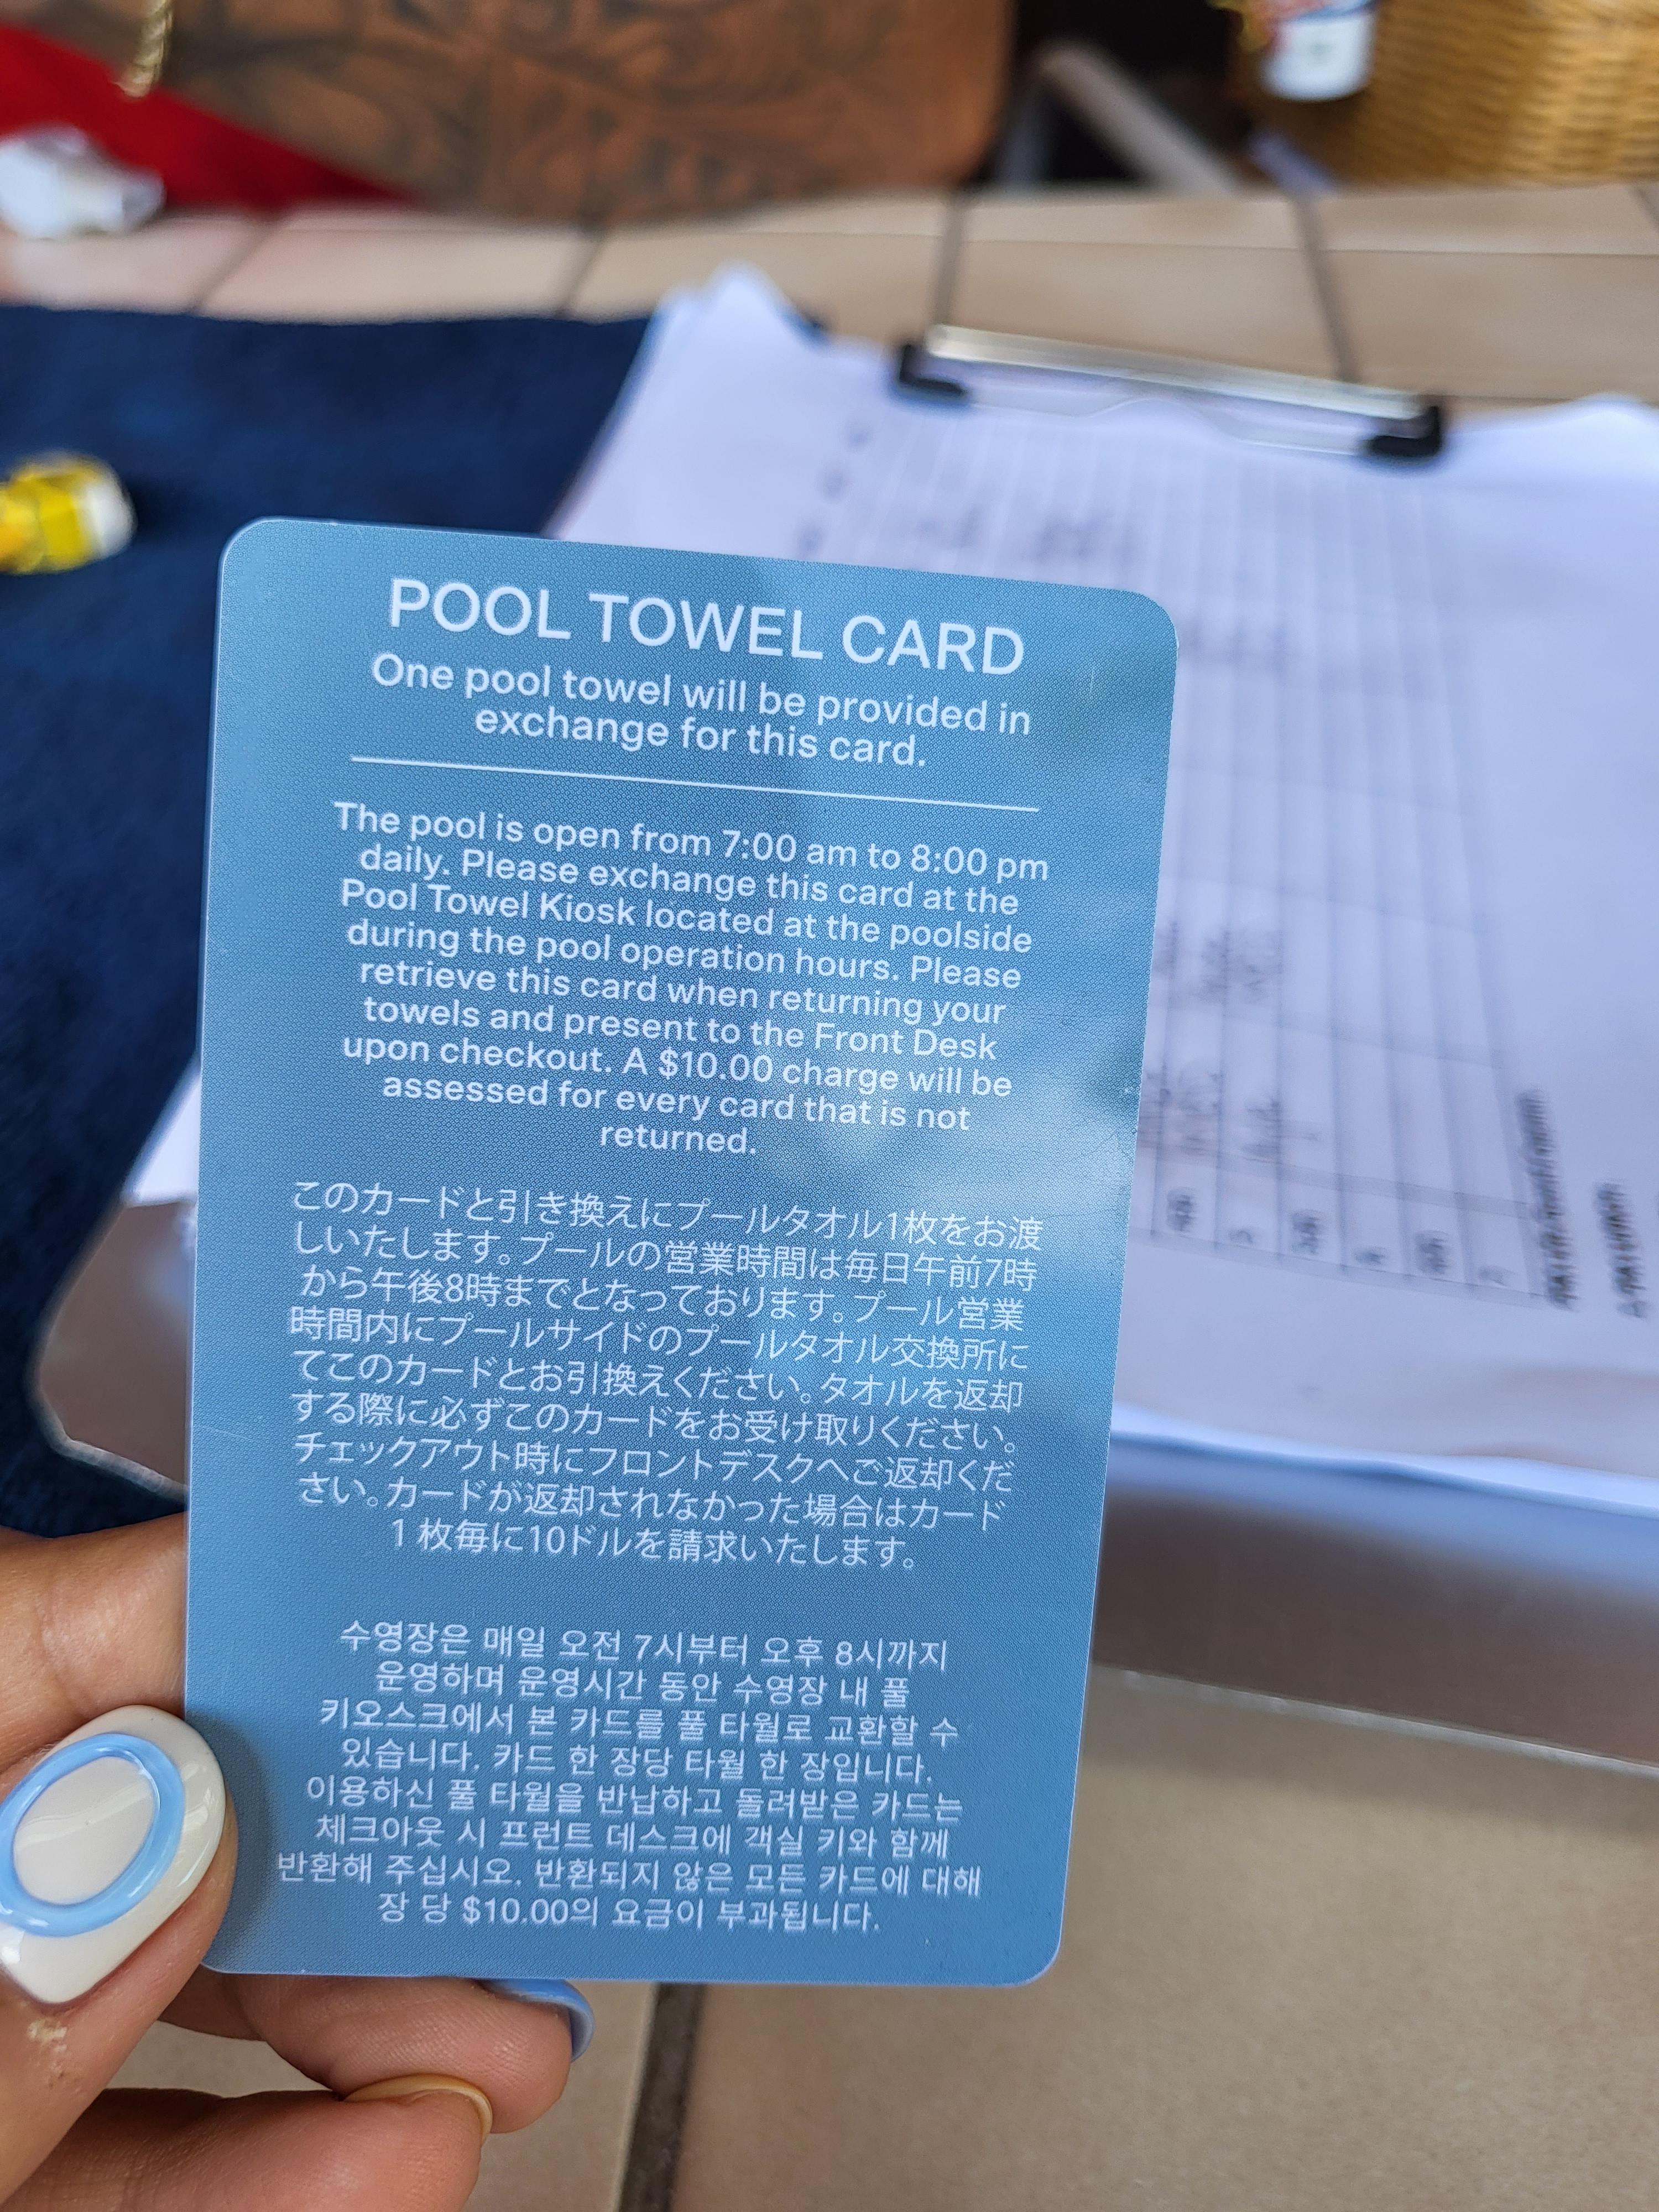 POOL TOWEL CARD
One pool towel will be provided in
exchange for this card.
The pool is open from 7:00 am to 8:00 pm
daily. Please exchange this card at the
Pool Towel Kiosk located at the poolside
during the pool operation hours. Please
retrieve this card when returning your
towels and present to the Front Desk
upon checkout. A $10.00 charge will be
assessed for every card that is not
returned.
このカードと引き換えにプールタオル1枚をお渡
しいたします。プールの営業時間は毎日午前7時
から午後8時までとなっております。プール営業
時間内にプールサイドのプールタオル交換所に
てこのカードとお引換えください。タオルを返却
する際に必ずこのカードをお受け取りください。
チェックアウト時にフロントデスクへご返却くだ
さい。カードが返却されなかった場合はカード
1 枚毎に10ドルを請求いたします。
수영장은 매일 오전 7시부터 오후 8시까지
운영하며 운영시간 동안 수영장 내 풀
키오스크에서 본 카드를 풀 타월로 교환할 수
있습니다. 카드 한 장당 타월 한 장입니다.
이용하신 풀 타월을 반납하고 돌려받은 카드는
체크아웃 시 프런트 데스크에 객실 키와 함께
반환해 주십시오. 반환되지 않은 모든 카드에 대해
장 당 $10.00의 요금이 부과됩니다.